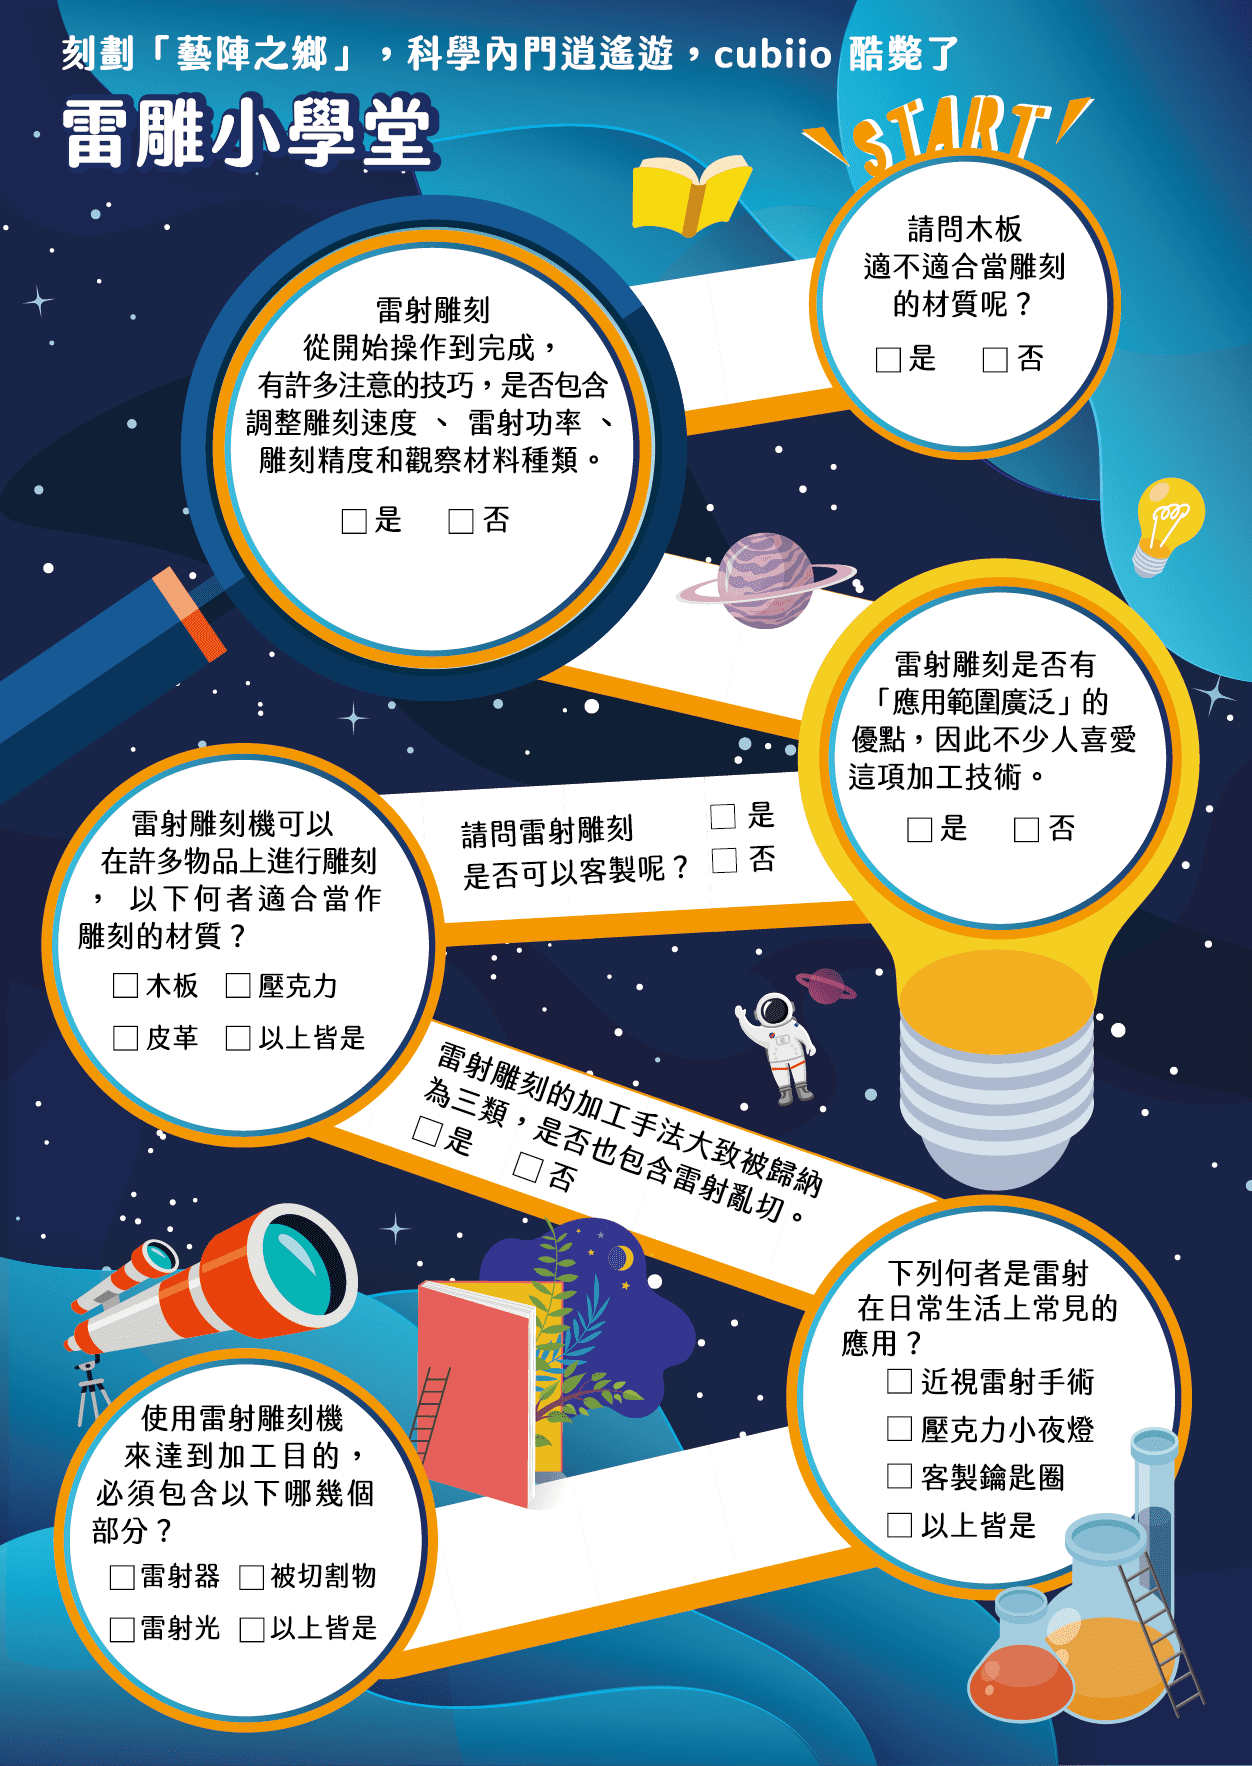 刻劃「藝陣之鄉」，科學內門逍遙遊，cubiio 酷斃了
雷雕小學堂
START
請問木板
適不適合當雕刻
的材質呢？
□是 □否
雷射雕刻
從開始操作到完成，
有許多注意的技巧，是否包含
調整雕刻速度 、 雷射功率 、
雕刻精度和觀察材料種類。
□是 □否
雷射雕刻是否有
「應用範圍廣泛」的
優點，因此不少人喜愛
這項加工技術。
□是 □否
請問雷射雕刻
是否可以客製呢？
□ 是
□ 否
雷射雕刻機可以
在許多物品上進行雕刻
， 以下何者適合當作
雕刻的材質？
□木板 □壓克力
□皮革 □以上皆是
雷射雕刻的加工手法大致被歸納
為三類，是否也包含雷射亂切。
□是 □否
下列何者是雷射
在日常生活上常見的
應用？
□近視雷射手術
□壓克力小夜燈
□客製鑰匙圈
□以上皆是
使用雷射雕刻機
來達到加工目的，
必須包含以下哪幾個
部分？
□雷射器 □被切割物
□雷射光 □以上皆是